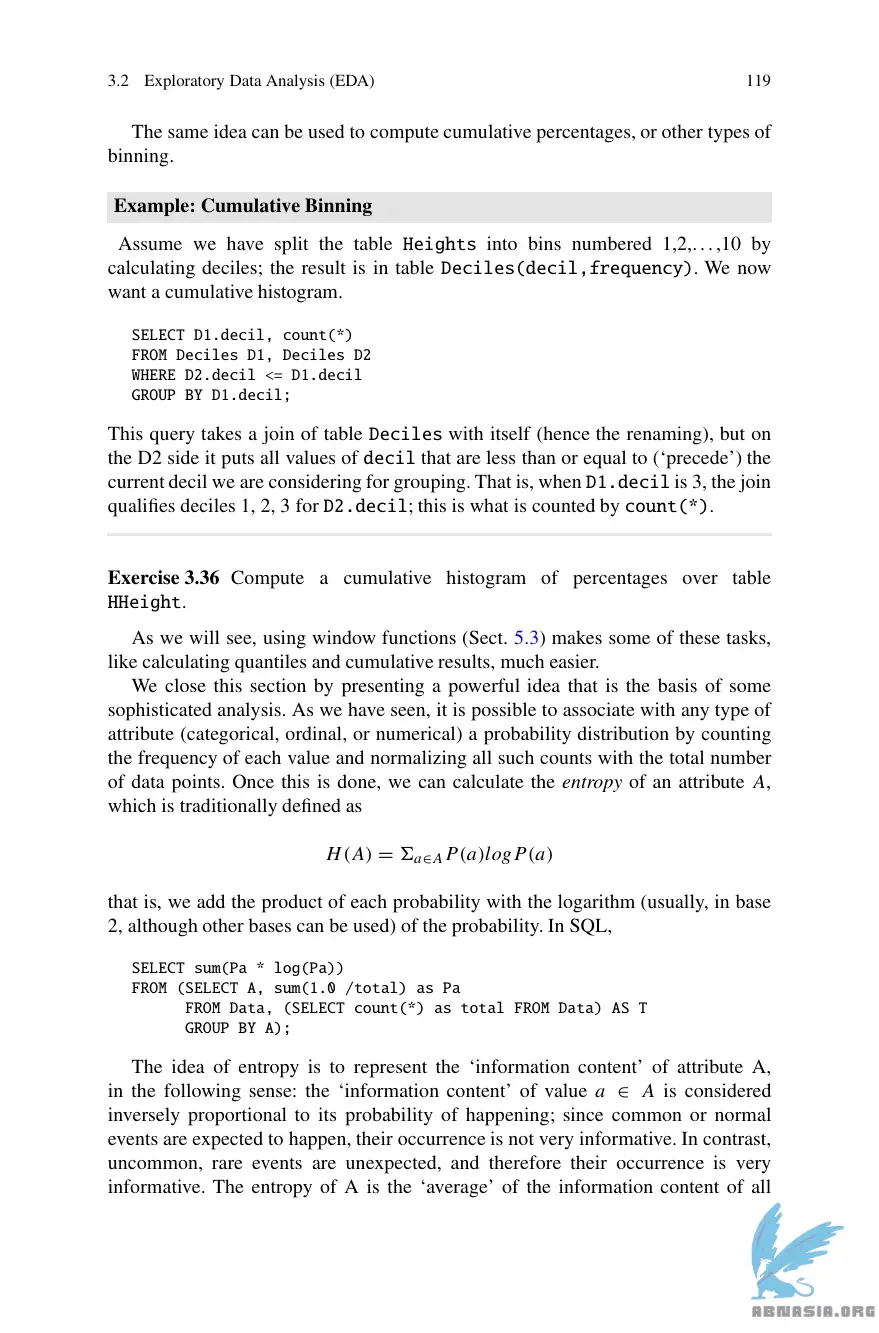 3.2 Exploratory Data Analysis (EDA) 119
The same idea can be used to compute cumulative percentages, or other types of
binning.
Example: Cumulative Binning
Assume we have split the table Heights into bins numbered 1,2,...,10 by
calculating deciles; the result is in table Deciles(decil,frequency). We now
want a cumulative histogram.
SELECT D1.decil, count(*)
FROM Deciles D1, Deciles D2
WHERE D2.decil <= D1.decil
GROUP BY D1.decil;
This query takes a join of table Deciles with itself (hence the renaming), but on
the D2 side it puts all values of decil that are less than or equal to (‘precede’) the
current decil we are considering for grouping. That is, when D1.decil is 3, the join
qualifies deciles 1, 2, 3 for D2.decil; this is what is counted by count(*).
Exercise 3.36 Compute a cumulative histogram of percentages over table
HHeight.
As we will see, using window functions (Sect. 5.3) makes some of these tasks,
like calculating quantiles and cumulative results, much easier.
We close this section by presenting a powerful idea that is the basis of some
sophisticated analysis. As we have seen, it is possible to associate with any type of
attribute (categorical, ordinal, or numerical) a probability distribution by counting
the frequency of each value and normalizing all such counts with the total number
of data points. Once this is done, we can calculate the entropy of an attribute A,
which is traditionally defined as
H(A) = Σa∈A P(a)logP(a)
that is, we add the product of each probability with the logarithm (usually, in base
2, although other bases can be used) of the probability. In SQL,
SELECT sum(Pa * log(Pa))
FROM (SELECT A, sum(1.0 /total) as Pa
FROM Data, (SELECT count(*) as total FROM Data) AS T
GROUP BY A);
The idea of entropy is to represent the ‘information content’ of attribute A,
in the following sense: the ‘information content’ of value a ∈ A is considered
inversely proportional to its probability of happening; since common or normal
events are expected to happen, their occurrence is not very informative. In contrast,
uncommon, rare events are unexpected, and therefore their occurrence is very
informative. The entropy of A is the ‘average’ of the information content of all
ABNASIA.ORG